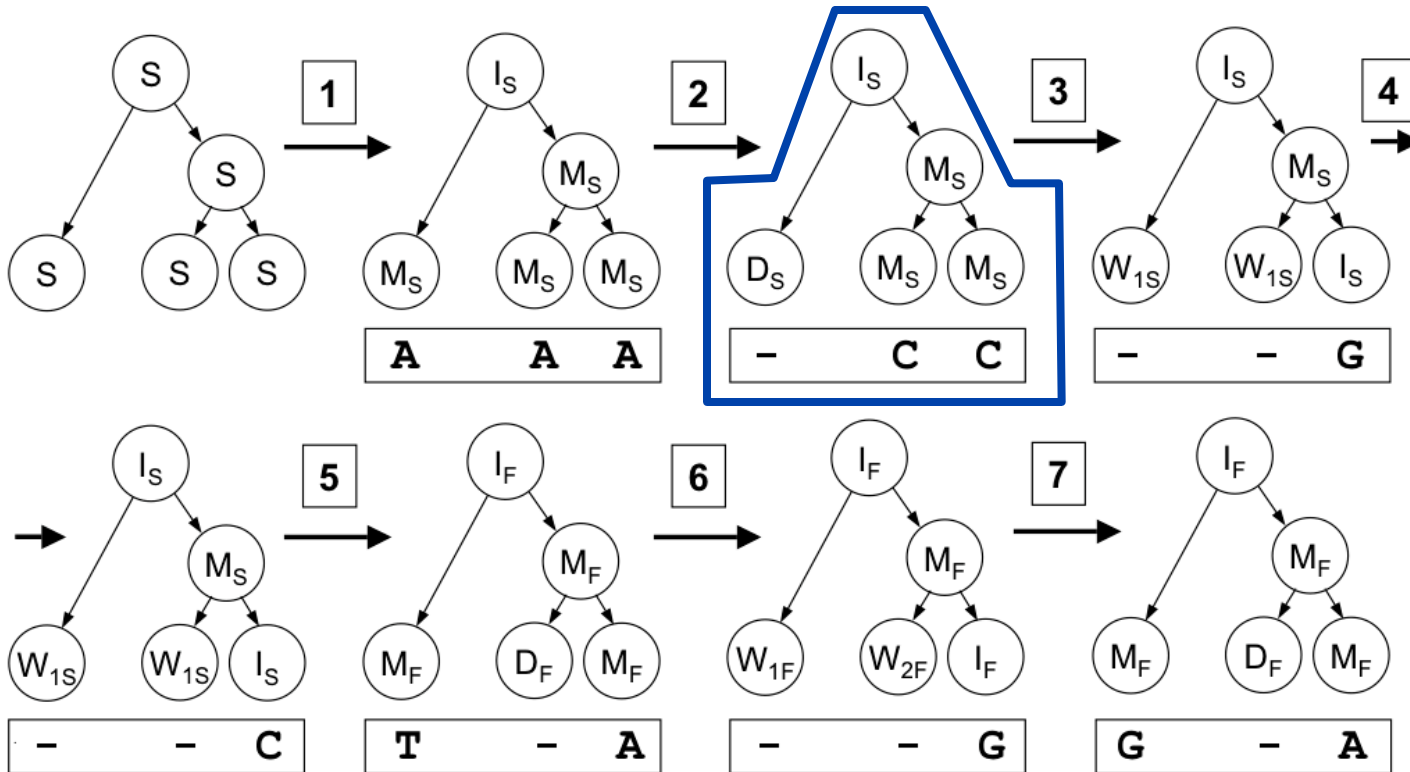 S
S
S S S
1
I_S
M_S
M_S M_S M_S
A A A
2
I_S
M_S
D_S M_S M_S
- C C
3
I_S
M_S
W_1S W_1S I_S
- - G
4
I_S
M_S
W_1S W_1S I_S
- - C
5
I_F
M_F
M_F D_F M_F
T - A
6
I_F
M_F
W_1F W_2F I_F
- - G
7
I_F
M_F
M_F D_F M_F
G - A